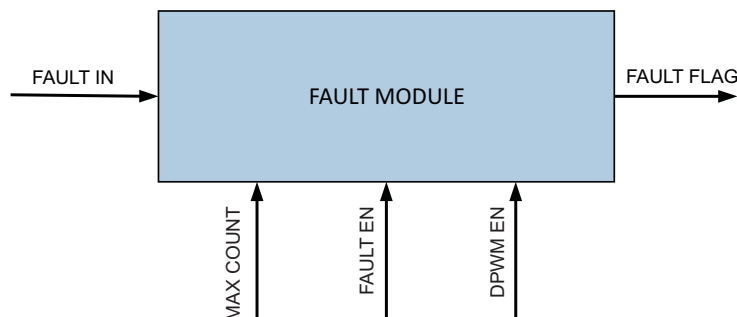 FAULT IN
FAULT MODULE
FAULT FLAG
MAX COUNT
FAULT EN
DPWM EN